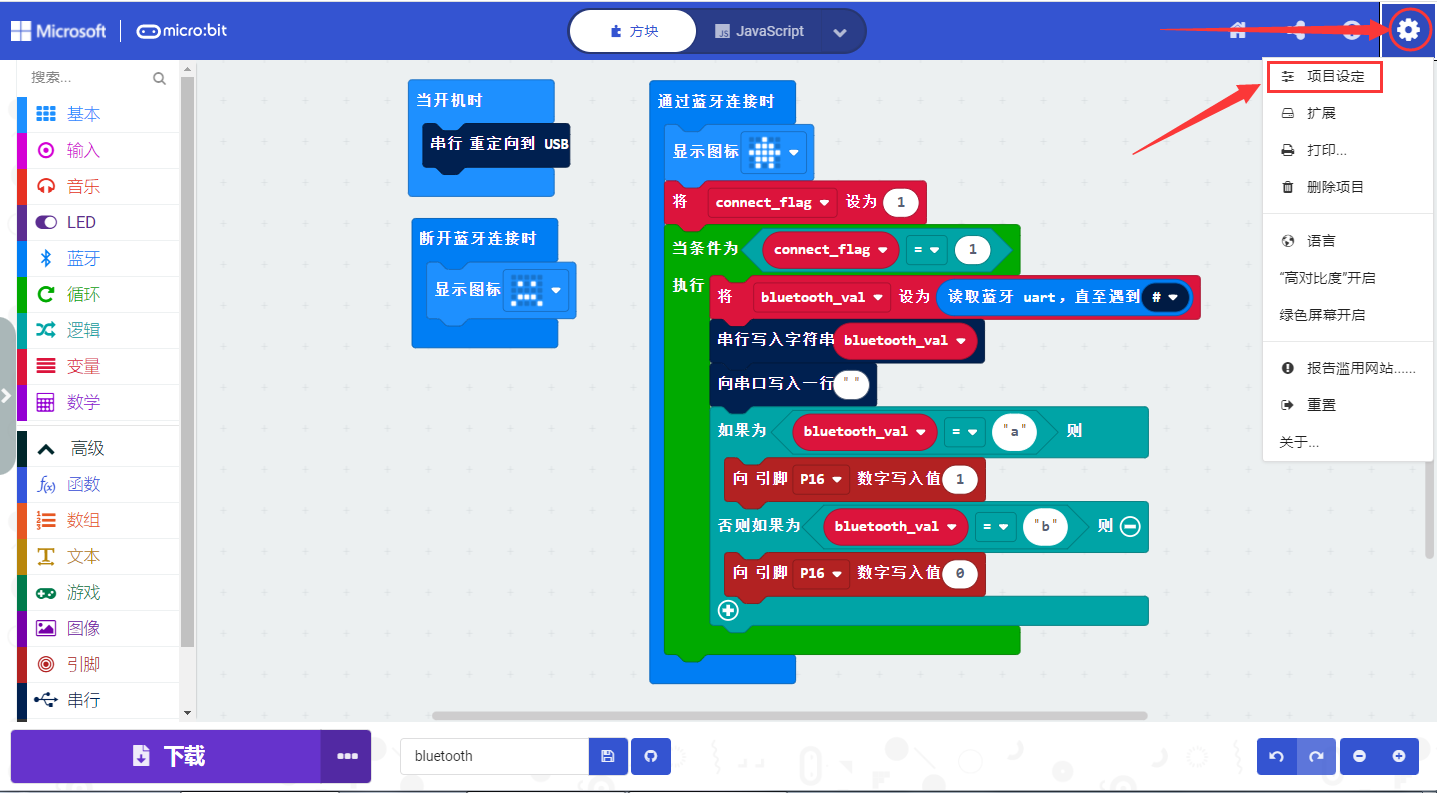 Microsoft
micro:bit
方块
JavaScript
搜索...
基本
输入
音乐
LED
蓝牙
循环
逻辑
变量
数学
高级
函数
数组
文本
游戏
图像
引脚
串行
当开机时
串行 重定向到 USB
断开蓝牙连接时
显示图标
通过蓝牙连接时
显示图标
将 connect_flag 设为 1
当条件为 connect_flag = 1
执行
将 bluetooth_val 设为 读取蓝牙 uart，直至遇到 #
串行写入字符串 bluetooth_val
向串口写入一行 " "
如果为 bluetooth_val = "a" 则
向 引脚 P16 数字写入值 1
否则如果为 bluetooth_val = "b" 则
向 引脚 P16 数字写入值 0
项目设定
扩展
打印...
删除项目
语言
“高对比度”开启
绿色屏幕开启
报告滥用网站......
重置
关于...
下载
bluetooth